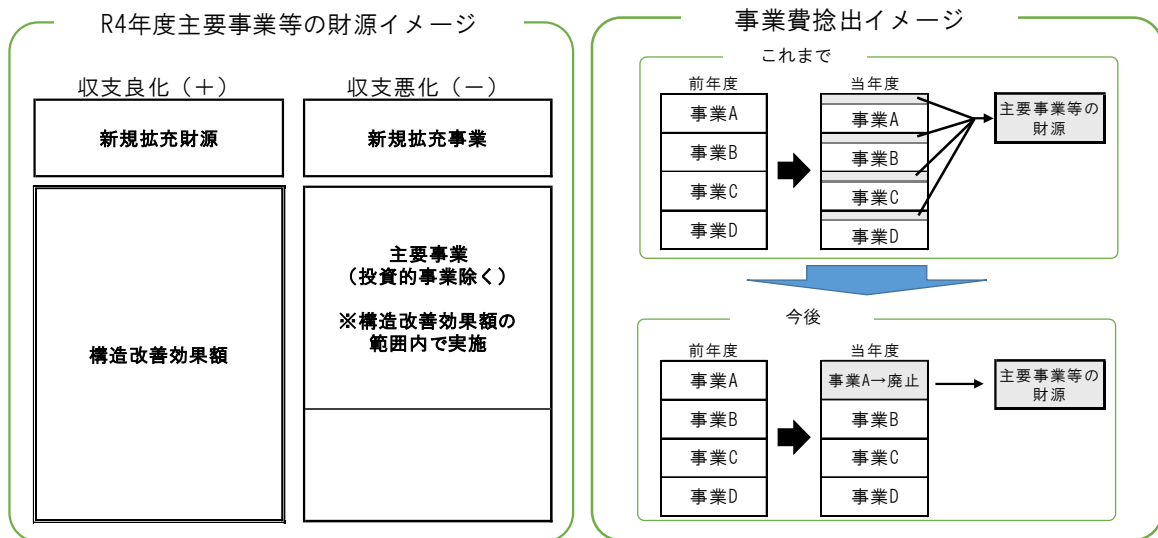 R4年度主要事業等の財源イメージ
収支良化（＋）
収支悪化（－）
新規拡充財源
新規拡充事業
構造改善効果額
主要事業
（投資的事業除く）
※構造改善効果額の
範囲内で実施
事業費捻出イメージ
これまで
前年度
当年度
事業A
事業B
事業C
事業D
事業A
事業B
事業C
事業D
主要事業等の
財源
今後
前年度
当年度
事業A
事業B
事業C
事業D
事業A→廃止
事業B
事業C
事業D
主要事業等の
財源